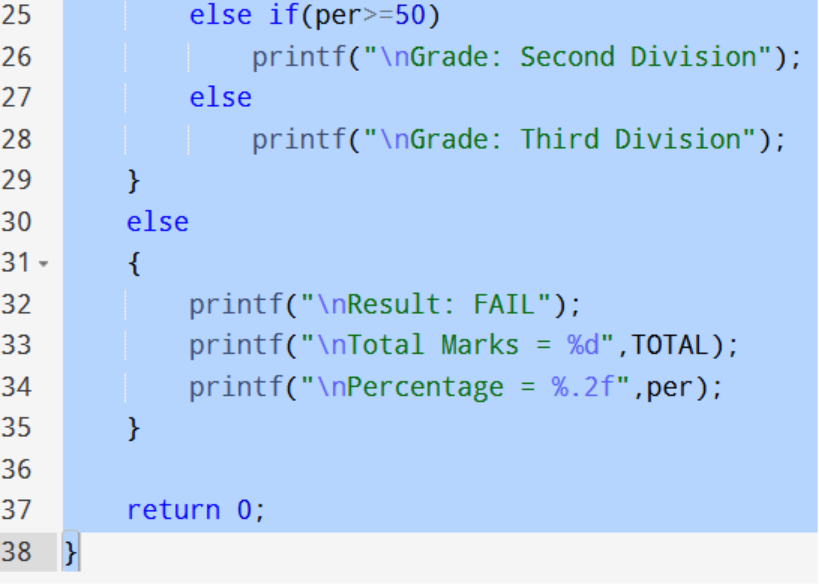 25 else if(per>=50)
26 printf("\nGrade: Second Division");
27 else
28 printf("\nGrade: Third Division");
29 }
30 else
31 {
32 printf("\nResult: FAIL");
33 printf("\nTotal Marks = %d",TOTAL);
34 printf("\nPercentage = %.2f",per);
35 }
36
37 return 0;
38 }